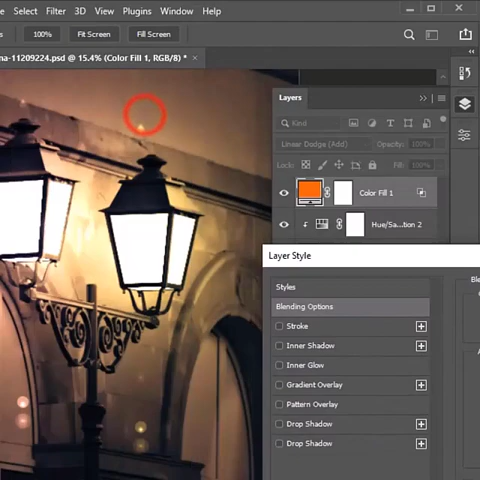 e Select Filter 3D View Plugins Window Help
s 100% Fit Screen Fill Screen
na-11209224.psd @ 15.4% (Color Fill 1, RGB/8) * ×
Layers
Kind
Linear Dodge (Add) Opacity: 100%
Lock: Fill: 100%
Color Fill 1
Hue/Sa...tion 2
Layer Style
Styles
Blending Options
Stroke
Inner Shadow
Inner Glow
Gradient Overlay
Pattern Overlay
Drop Shadow
Drop Shadow
Ble